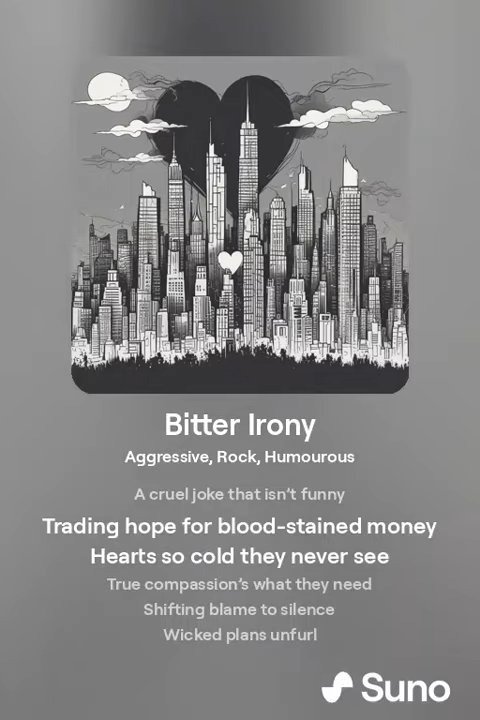 Bitter Irony
Aggressive, Rock, Humourous
A cruel joke that isn't funny
Trading hope for blood-stained money
Hearts so cold they never see
True compassion's what they need
Shifting blame to silence
Wicked plans unfurl
Suno